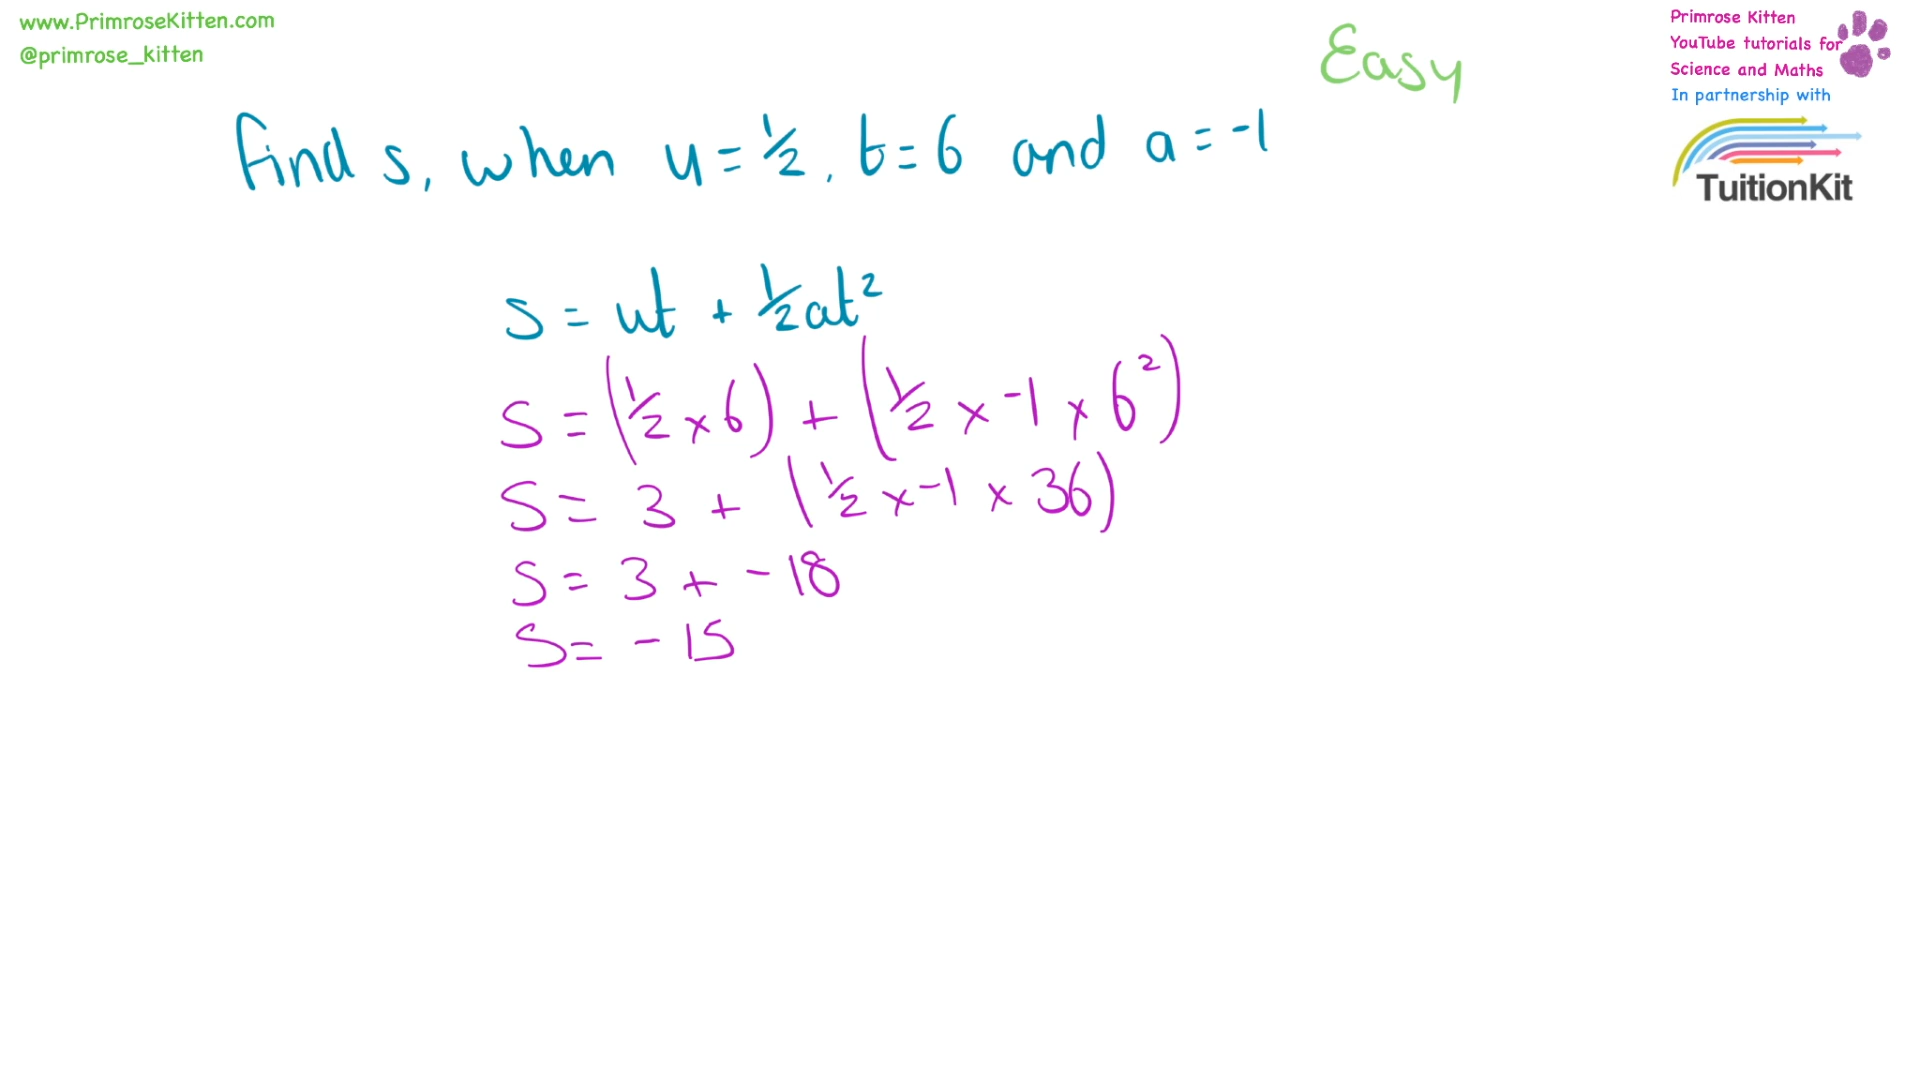 www.PrimroseKitten.com
@primrose_kitten
Easy
Primrose Kitten
YouTube tutorials for
Science and Maths
In partnership with
TuitionKit
find s, when u = ½, t = 6 and a = -1
s = ut + ½at²
S = (½ × 6) + (½ × -1 × 6²)
S = 3 + (½ × -1 × 36)
S = 3 + -18
S = -15